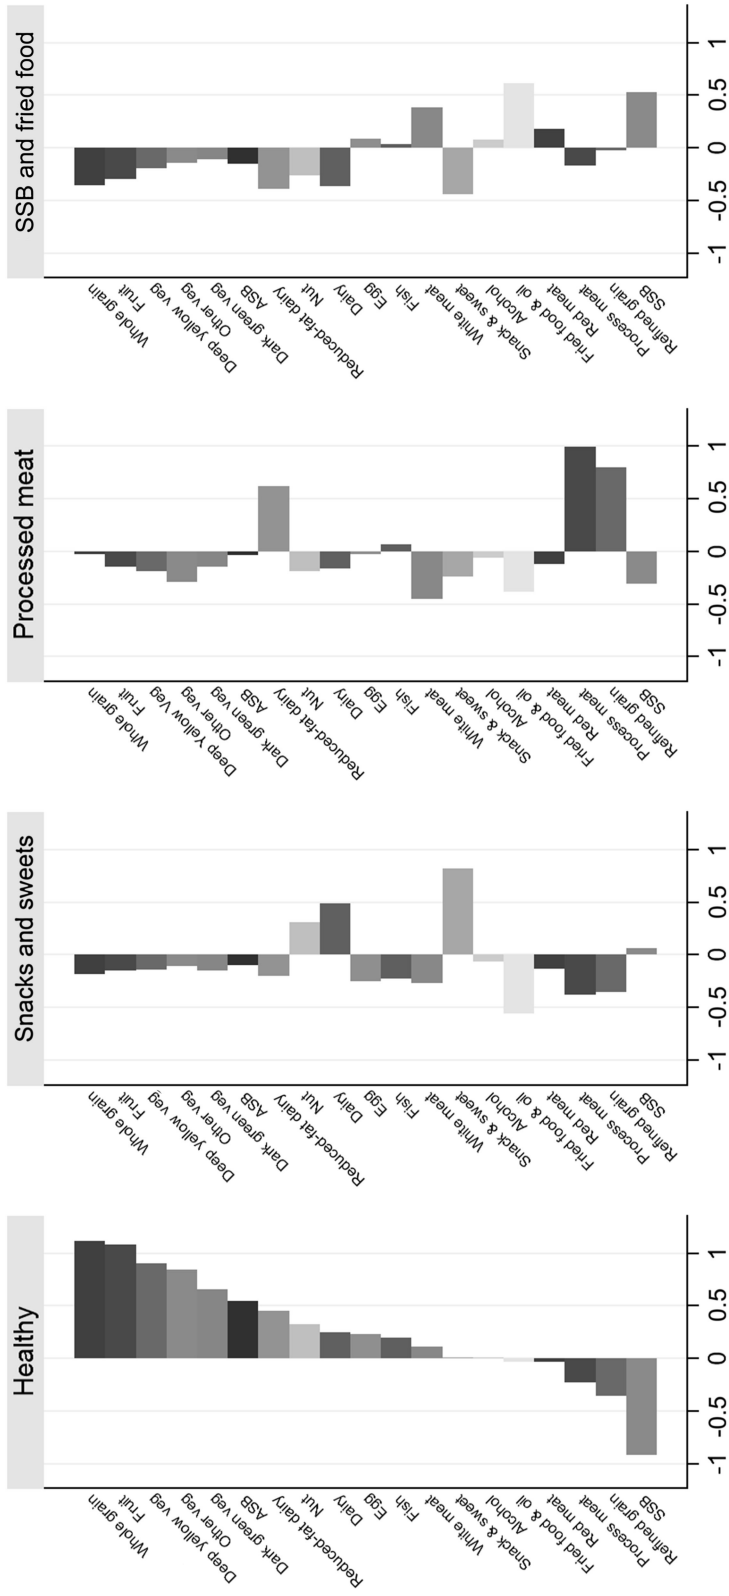 SSB and fried food
1
0.5
0
-0.5
-1
Whole grain
Fruit
Deep yellow veg
Other veg
Dark green veg
ASB
Reduced-fat dairy
Nut
Dairy
Egg
Fish
White meat
Snack & sweet
Alcohol
Fried food & oil
Red meat
Process meat
Refined grain
SSB
Processed meat
1
0.5
0
-0.5
-1
Whole grain
Fruit
Deep Yellow Veg
Other veg
Dark green veg
ASB
Reduced-fat dairy
Nut
Dairy
Egg
Fish
White meat
Snack & sweet
Alcohol
Fried food & oil
Red meat
Process meat
Refined grain
SSB
Snacks and sweets
1
0.5
0
-0.5
-1
Whole grain
Fruit
Deep yellow veg
Other veg
Dark green veg
ASB
Reduced-fat dairy
Nut
Dairy
Egg
Fish
White meat
Snack & sweet
Alcohol
Fried food & oil
Red meat
Process meat
Refined grain
SSB
Healthy
1
0.5
0
-0.5
-1
Whole grain
Fruit
Deep yellow veg
Other veg
Dark green veg
ASB
Reduced-fat dairy
Nut
Dairy
Egg
Fish
White meat
Snack & sweet
Alcohol
Fried food & oil
Red meat
Process meat
Refined grain
SSB